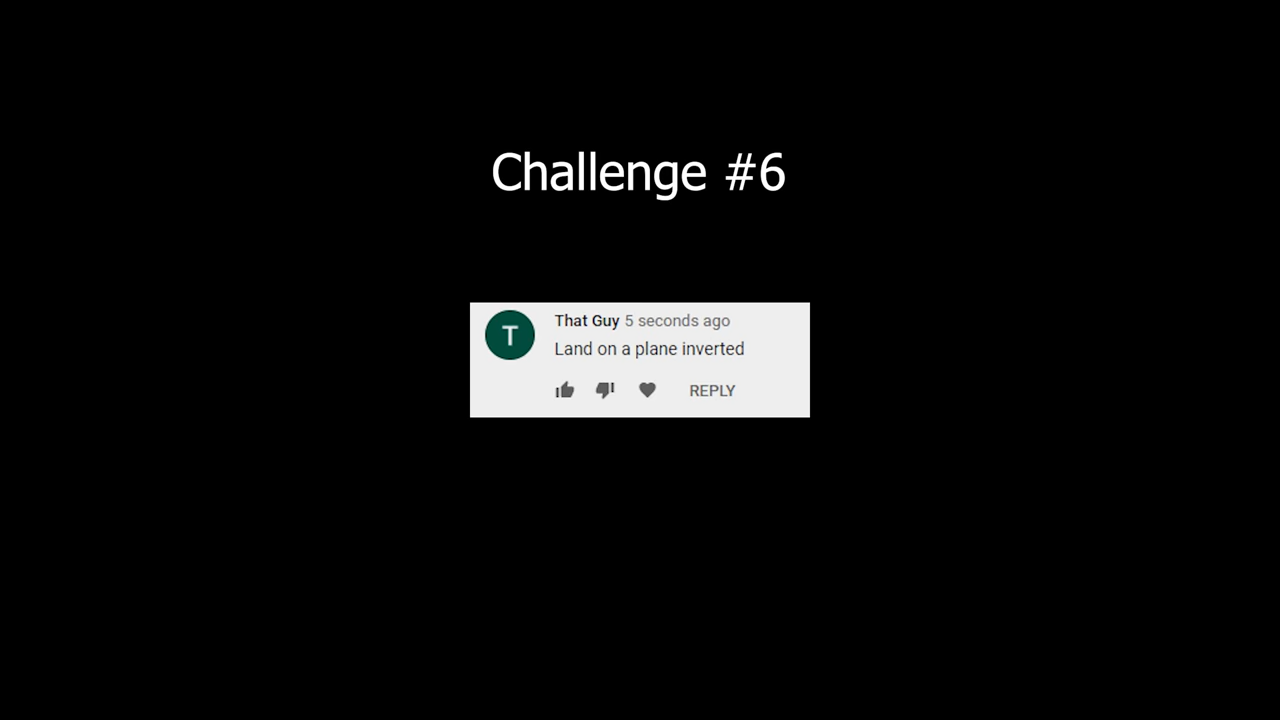 Challenge #6
That Guy 5 seconds ago
T
Land on a plane inverted
REPLY